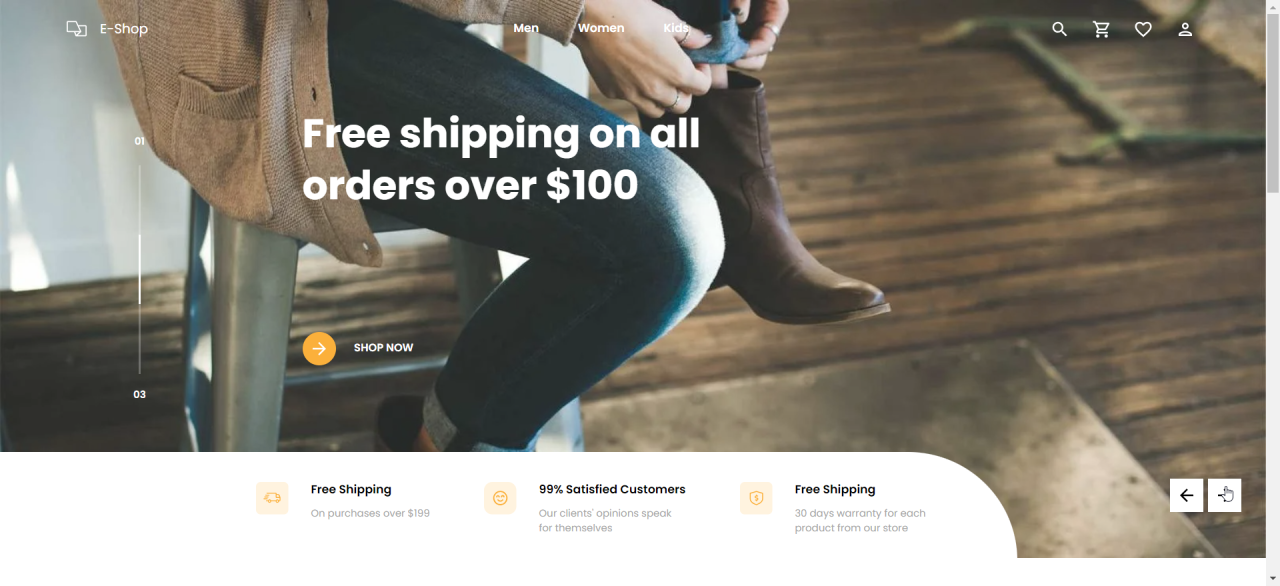 E-Shop
Men
Women
Kids
01
Free shipping on all
orders over $100
SHOP NOW
03
Free Shipping
On purchases over $199
99% Satisfied Customers
Our clients' opinions speak
for themselves
Free Shipping
30 days warranty for each
product from our store